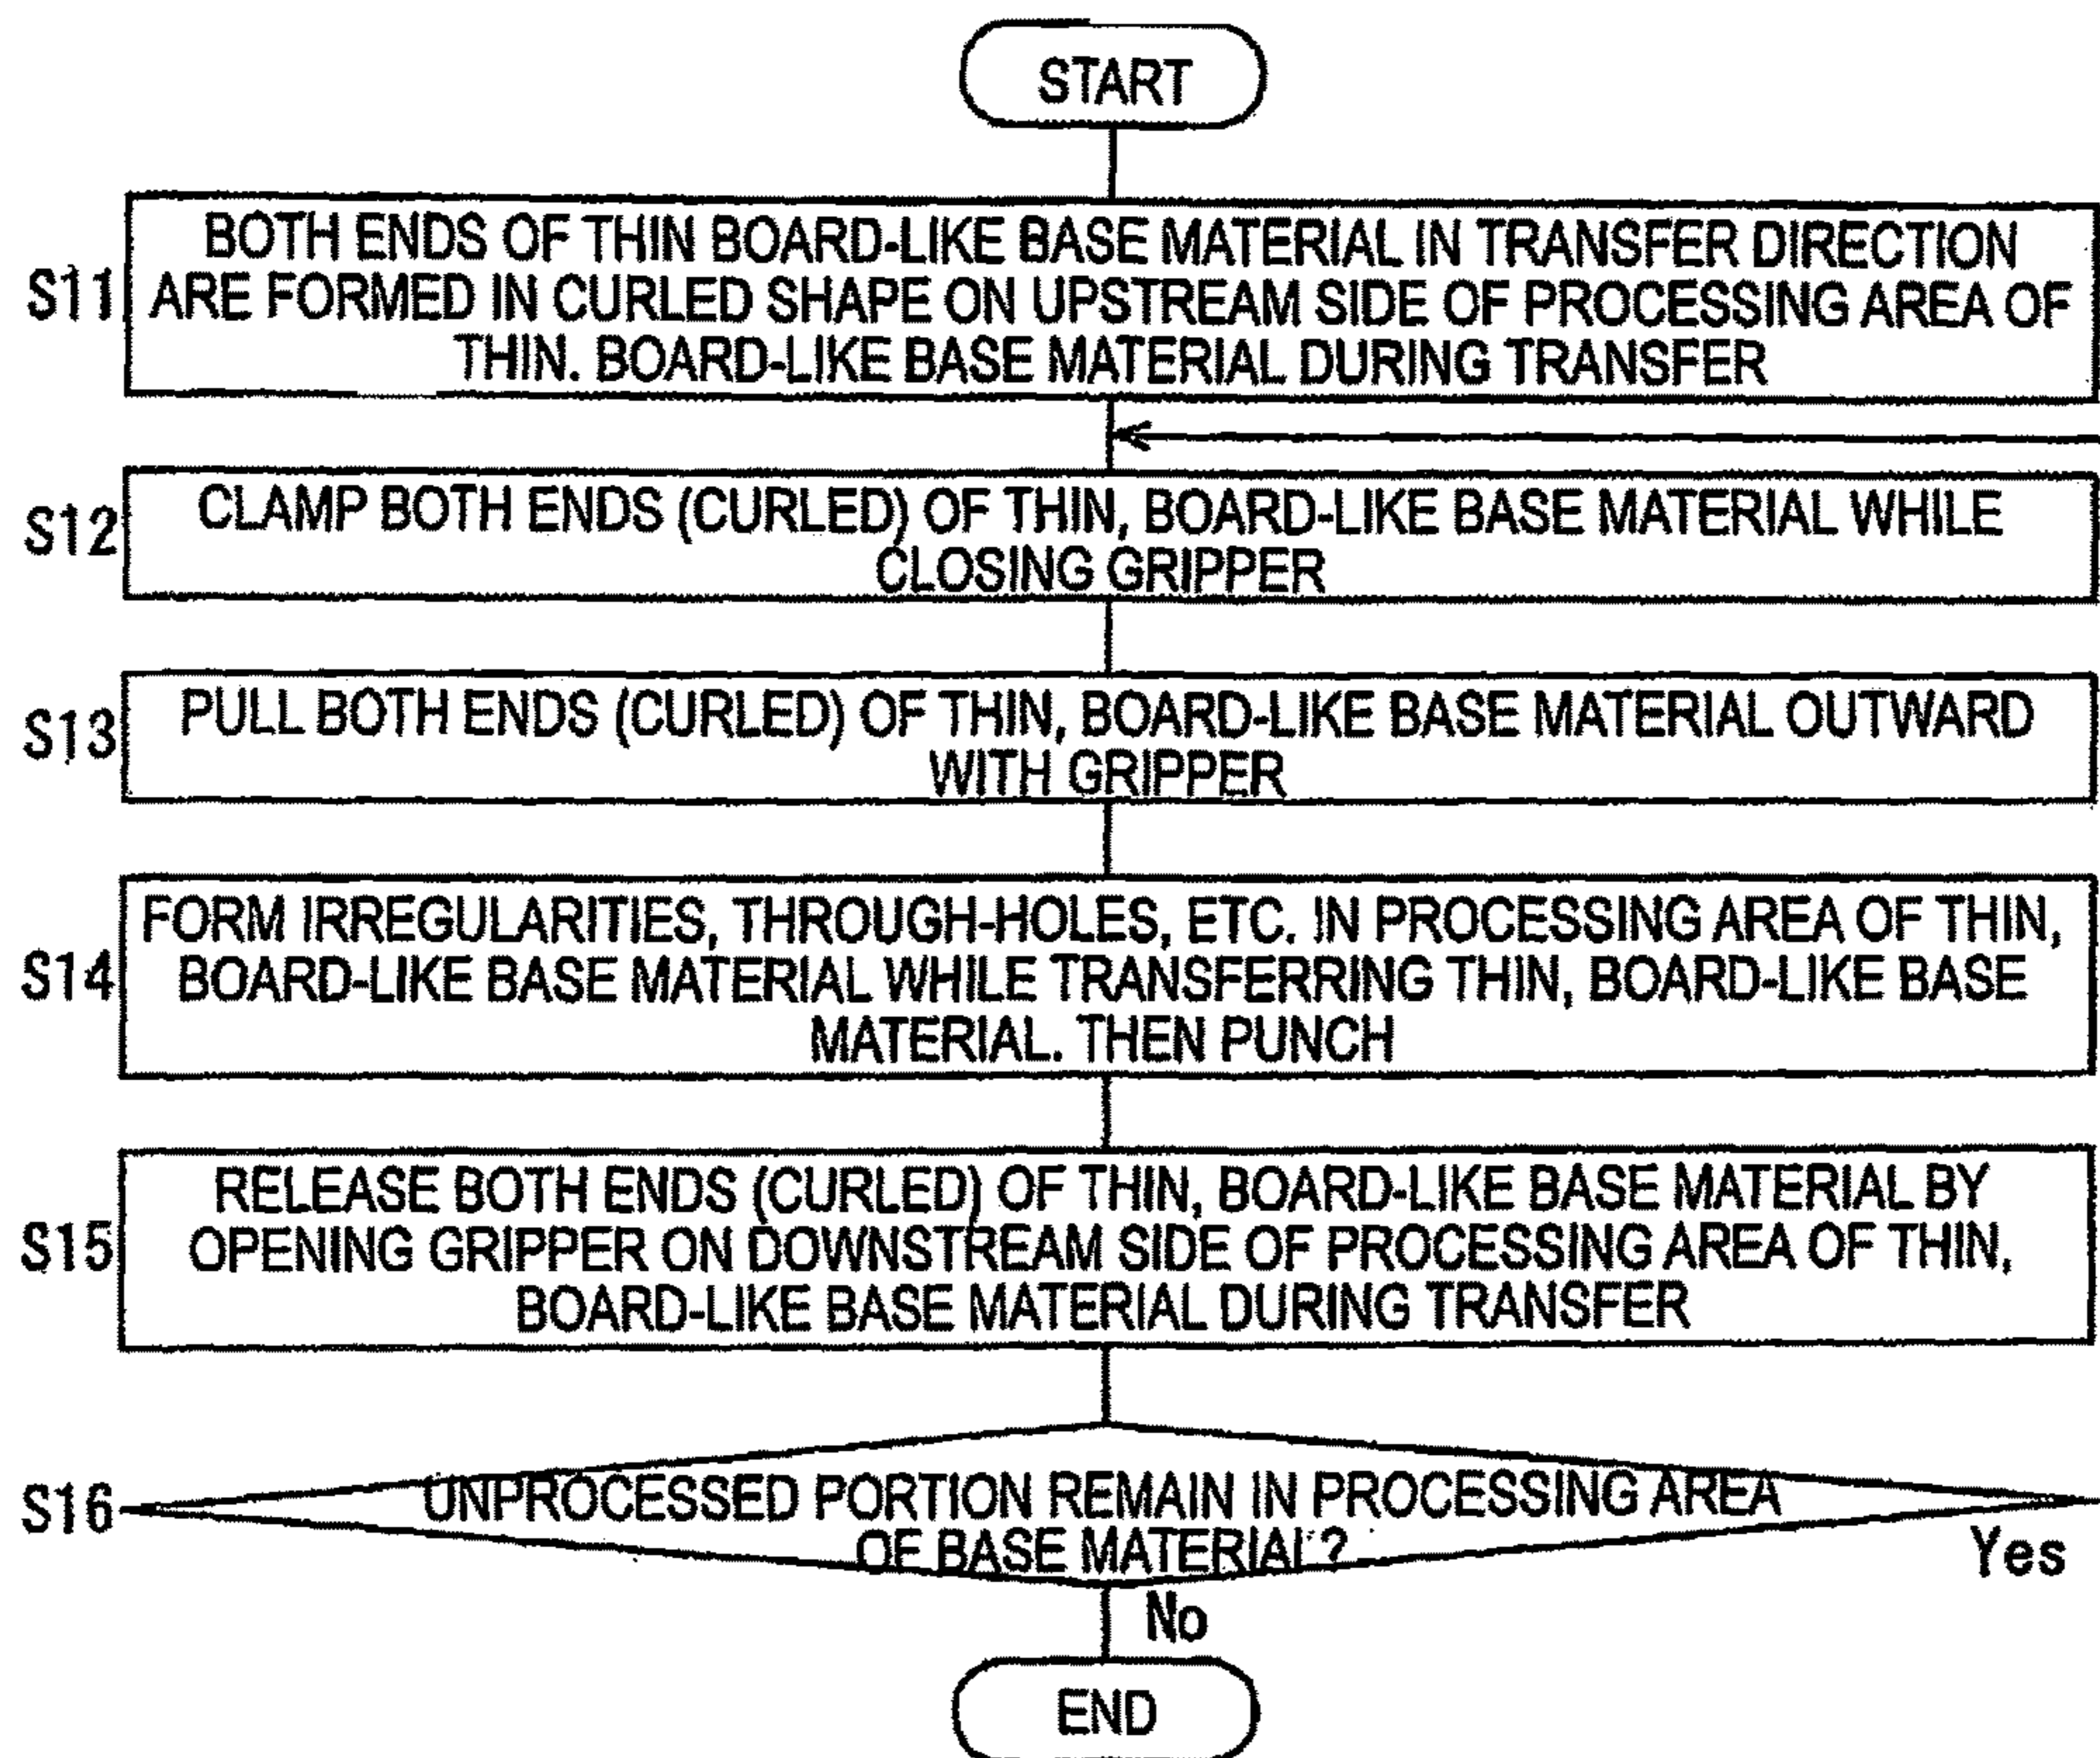 START
S11
BOTH ENDS OF THIN BOARD-LIKE BASE MATERIAL IN TRANSFER DIRECTION
ARE FORMED IN CURLED SHAPE ON UPSTREAM SIDE OF PROCESSING AREA OF
THIN. BOARD-LIKE BASE MATERIAL DURING TRANSFER
S12
CLAMP BOTH ENDS (CURLED) OF THIN, BOARD-LIKE BASE MATERIAL WHILE
CLOSING GRIPPER
S13
PULL BOTH ENDS (CURLED) OF THIN, BOARD-LIKE BASE MATERIAL OUTWARD
WITH GRIPPER
S14
FORM IRREGULARITIES, THROUGH-HOLES, ETC. IN PROCESSING AREA OF THIN,
BOARD-LIKE BASE MATERIAL WHILE TRANSFERRING THIN, BOARD-LIKE BASE
MATERIAL. THEN PUNCH
S15
RELEASE BOTH ENDS (CURLED) OF THIN, BOARD-LIKE BASE MATERIAL BY
OPENING GRIPPER ON DOWNSTREAM SIDE OF PROCESSING AREA OF THIN,
BOARD-LIKE BASE MATERIAL DURING TRANSFER
S16
UNPROCESSED PORTION REMAIN IN PROCESSING AREA
OF BASE MATERIAL?
Yes
No
END